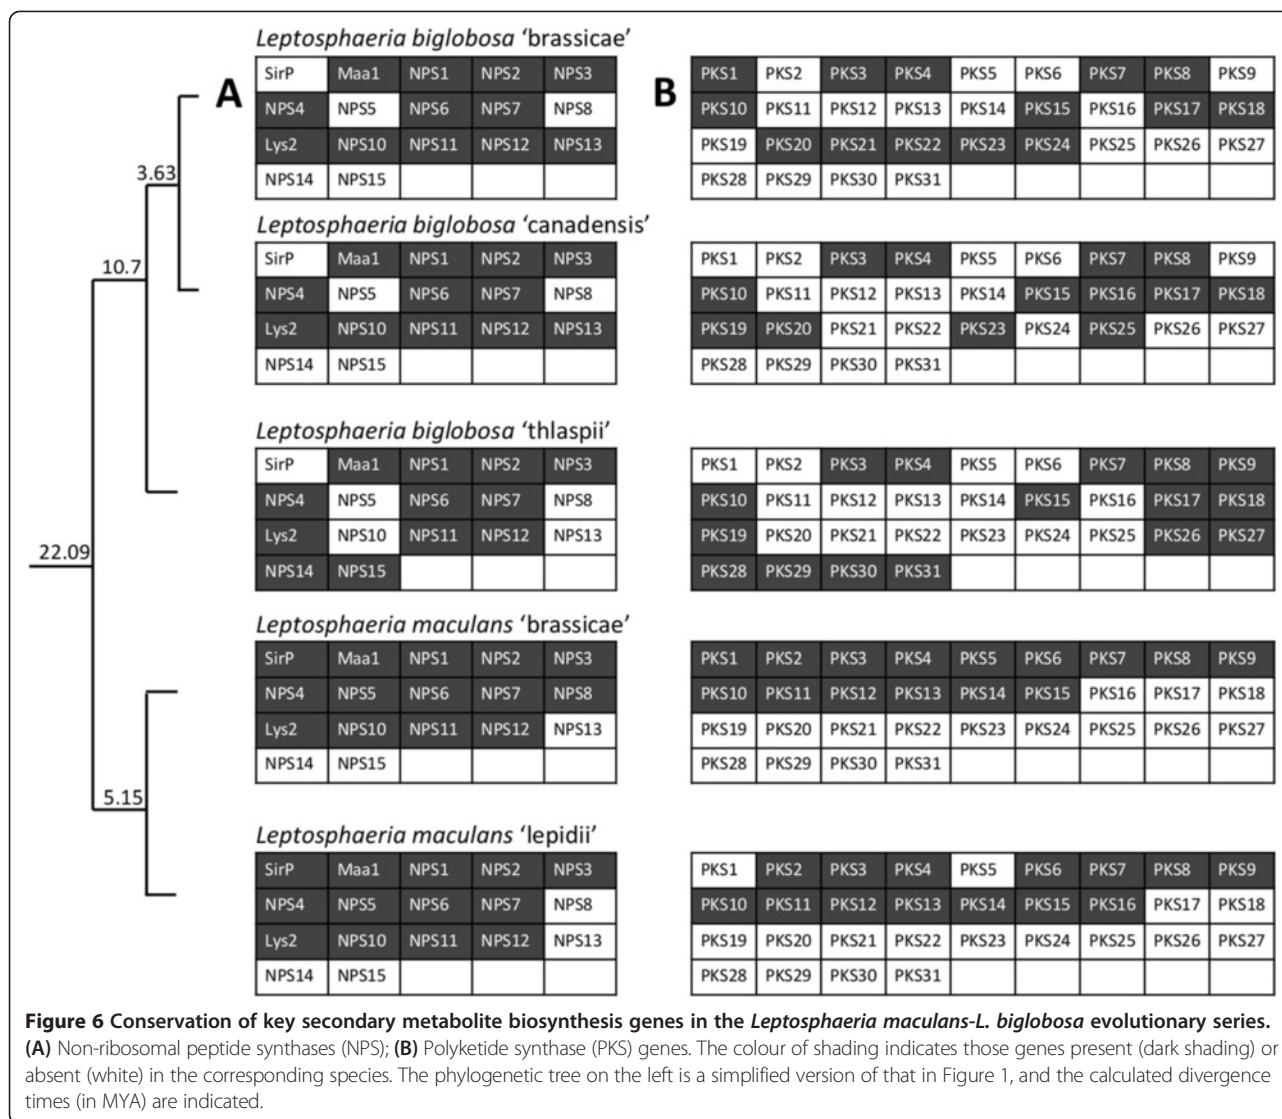 Leptosphaeria biglobosa ‘brassicae’
A
SirP Maa1 NPS1 NPS2 NPS3
NPS4 NPS5 NPS6 NPS7 NPS8
Lys2 NPS10 NPS11 NPS12 NPS13
NPS14 NPS15
B
PKS1 PKS2 PKS3 PKS4 PKS5 PKS6 PKS7 PKS8 PKS9
PKS10 PKS11 PKS12 PKS13 PKS14 PKS15 PKS16 PKS17 PKS18
PKS19 PKS20 PKS21 PKS22 PKS23 PKS24 PKS25 PKS26 PKS27
PKS28 PKS29 PKS30 PKS31
3.63
Leptosphaeria biglobosa ‘canadensis’
SirP Maa1 NPS1 NPS2 NPS3
NPS4 NPS5 NPS6 NPS7 NPS8
Lys2 NPS10 NPS11 NPS12 NPS13
NPS14 NPS15
PKS1 PKS2 PKS3 PKS4 PKS5 PKS6 PKS7 PKS8 PKS9
PKS10 PKS11 PKS12 PKS13 PKS14 PKS15 PKS16 PKS17 PKS18
PKS19 PKS20 PKS21 PKS22 PKS23 PKS24 PKS25 PKS26 PKS27
PKS28 PKS29 PKS30 PKS31
10.7
Leptosphaeria biglobosa ‘thlaspii’
SirP Maa1 NPS1 NPS2 NPS3
NPS4 NPS5 NPS6 NPS7 NPS8
Lys2 NPS10 NPS11 NPS12 NPS13
NPS14 NPS15
PKS1 PKS2 PKS3 PKS4 PKS5 PKS6 PKS7 PKS8 PKS9
PKS10 PKS11 PKS12 PKS13 PKS14 PKS15 PKS16 PKS17 PKS18
PKS19 PKS20 PKS21 PKS22 PKS23 PKS24 PKS25 PKS26 PKS27
PKS28 PKS29 PKS30 PKS31
22.09
Leptosphaeria maculans ‘brassicae’
SirP Maa1 NPS1 NPS2 NPS3
NPS4 NPS5 NPS6 NPS7 NPS8
Lys2 NPS10 NPS11 NPS12 NPS13
NPS14 NPS15
PKS1 PKS2 PKS3 PKS4 PKS5 PKS6 PKS7 PKS8 PKS9
PKS10 PKS11 PKS12 PKS13 PKS14 PKS15 PKS16 PKS17 PKS18
PKS19 PKS20 PKS21 PKS22 PKS23 PKS24 PKS25 PKS26 PKS27
PKS28 PKS29 PKS30 PKS31
5.15
Leptosphaeria maculans ‘lepidii’
SirP Maa1 NPS1 NPS2 NPS3
NPS4 NPS5 NPS6 NPS7 NPS8
Lys2 NPS10 NPS11 NPS12 NPS13
NPS14 NPS15
PKS1 PKS2 PKS3 PKS4 PKS5 PKS6 PKS7 PKS8 PKS9
PKS10 PKS11 PKS12 PKS13 PKS14 PKS15 PKS16 PKS17 PKS18
PKS19 PKS20 PKS21 PKS22 PKS23 PKS24 PKS25 PKS26 PKS27
PKS28 PKS29 PKS30 PKS31
Figure 6 Conservation of key secondary metabolite biosynthesis genes in the Leptosphaeria maculans-L. biglobosa evolutionary series.
(A) Non-ribosomal peptide synthases (NPS); (B) Polyketide synthase (PKS) genes. The colour of shading indicates those genes present (dark shading) or
absent (white) in the corresponding species. The phylogenetic tree on the left is a simplified version of that in Figure 1, and the calculated divergence
times (in MYA) are indicated.